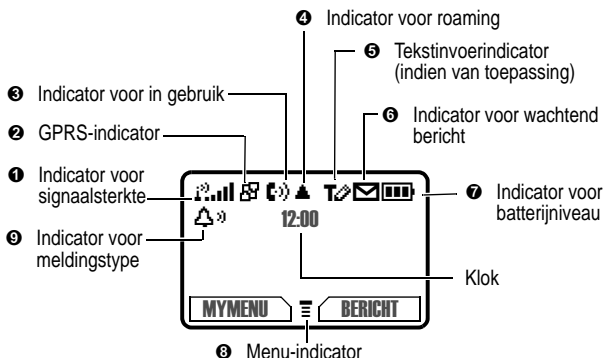 ❹ Indicator voor roaming
❺ Tekstinvoerindicator
(indien van toepassing)
❸ Indicator voor in gebruik
❻ Indicator voor wachtend
bericht
❷ GPRS-indicator
❶ Indicator voor
signaalsterkte
❼ Indicator voor
batterijniveau
12:00
❾ Indicator voor
meldingstype
Klok
MYMENU
BERICHT
❽ Menu-indicator